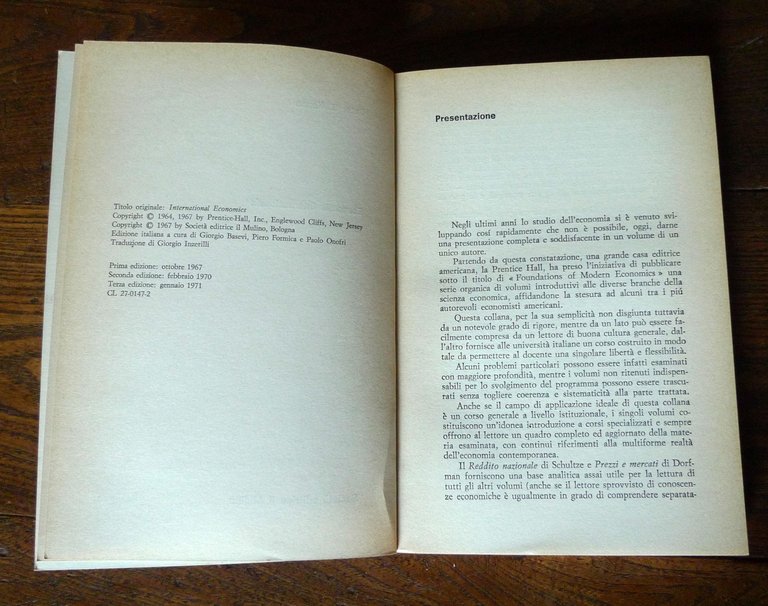 Titolo originale: International Economics
Copyright © 1964, 1967 by Prentice-Hall, Inc., Englewood Cliffs, New Jersey
Copyright © 1967 by Società editrice il Mulino, Bologna
Edizione italiana a cura di Giorgio Basevi, Piero Formica e Paolo Onofri
Traduzione di Giorgio Inzerilli
Prima edizione: ottobre 1967
Seconda edizione: febbraio 1970
Terza edizione: gennaio 1971
CL 27-0147-2
Presentazione
Negli ultimi anni lo studio dell'economia si è venuto svi-
luppando cosí rapidamente che non è possibile, oggi, darne
una presentazione completa e soddisfacente in un volume di un
unico autore.
Partendo da questa constatazione, una grande casa editrice
americana, la Prentice Hall, ha preso l'iniziativa di pubblicare
sotto il titolo di « Foundations of Modern Economics » una
serie organica di volumi introduttivi alle diverse branche della
scienza economica, affidandone la stesura ad alcuni tra i piú
autorevoli economisti americani.
Questa collana, per la sua semplicità non disgiunta tuttavia
da un notevole grado di rigore, mentre da un lato può essere fa-
cilmente compresa da un lettore di buona cultura generale, dal-
l'altro fornisce alle università italiane un corso costruito in modo
tale da permettere al docente una singolare libertà e flessibilità.
Alcuni problemi particolati possono essere infatti esaminati
con maggiore profondità, mentre i volumi non ritenuti indispen-
sabili per lo svolgimento del programma possono essere trascu-
rati senza togliere coerenza e sistematicità alla parte trattata.
Anche se il campo di applicazione ideale di questa collana
è un corso generale a livello istituzionale, i singoli volumi co-
stituiscono un'idonea introduzione a corsi specializzati e sempre
offrono al lettore un quadro completo ed aggiornato della mate-
ria esaminata, con continui riferimenti alla multiforme realtà
dell'economia contemporanea.
Il Reddito nazionale di Schultze e Prezzi e mercati di Dorf-
man forniscono una base analitica assai utile per la lettura di
tutti gli altri volumi (anche se il lettore sprovvisto di conoscen-
ze economiche è ugualmente in grado di comprendere separata-